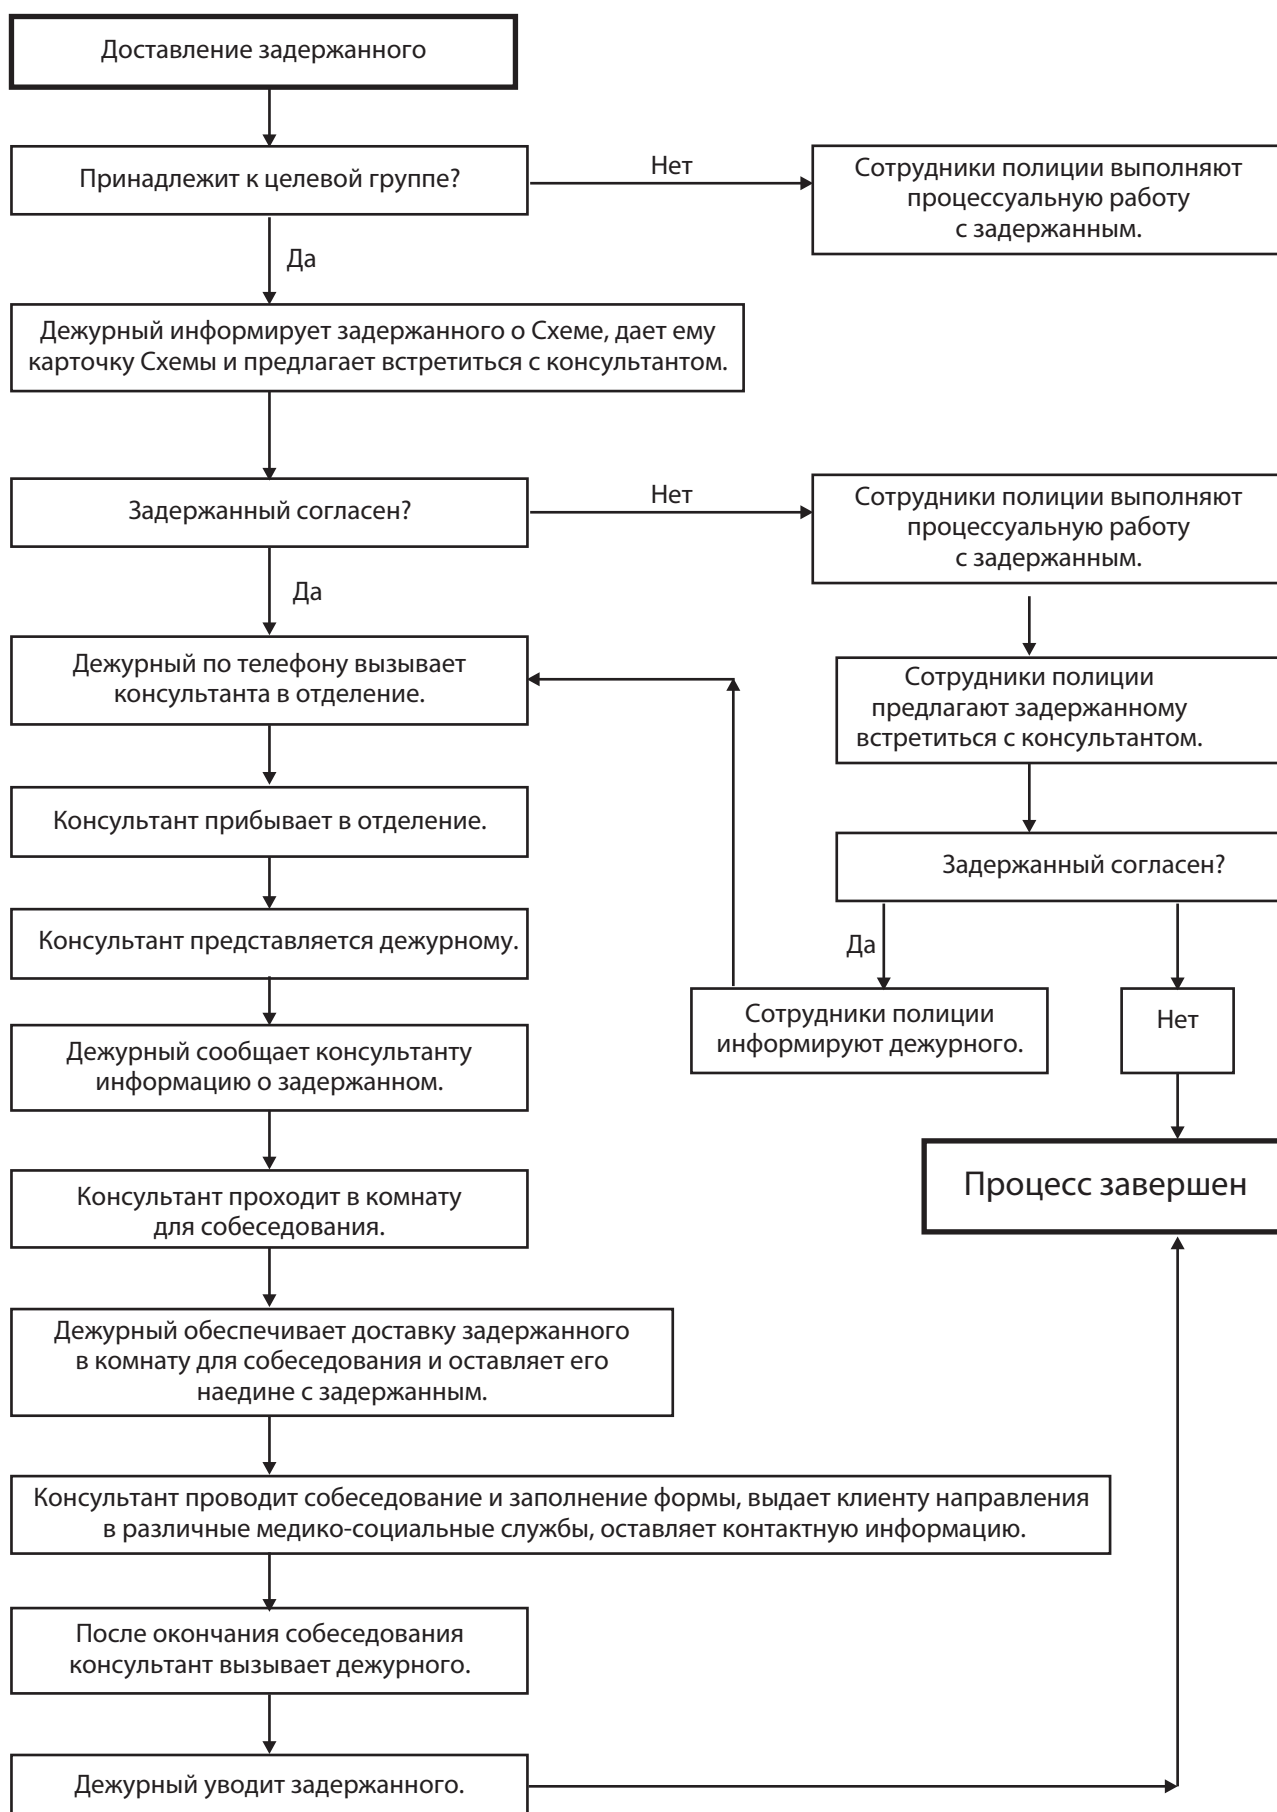 Доставление задержанного
Принадлежит к целевой группе?
Нет
Сотрудники полиции выполняют
процессуальную работу
с задержанным.
Да
Дежурный информирует задержанного о Схеме, дает ему
карточку Схемы и предлагает встретиться с консультантом.
Задержанный согласен?
Нет
Сотрудники полиции выполняют
процессуальную работу
с задержанным.
Да
Дежурный по телефону вызывает
консультанта в отделение.
Сотрудники полиции
предлагают задержанному
встретиться с консультантом.
Консультант прибывает в отделение.
Задержанный согласен?
Консультант представляется дежурному.
Да
Сотрудники полиции
информируют дежурного.
Нет
Дежурный сообщает консультанту
информацию о задержанном.
Процесс завершен
Консультант проходит в комнату
для собеседования.
Дежурный обеспечивает доставку задержанного
в комнату для собеседования и оставляет его
наедине с задержанным.
Консультант проводит собеседование и заполнение формы, выдает клиенту направления
в различные медико-социальные службы, оставляет контактную информацию.
После окончания собеседования
консультант вызывает дежурного.
Дежурный уводит задержанного.